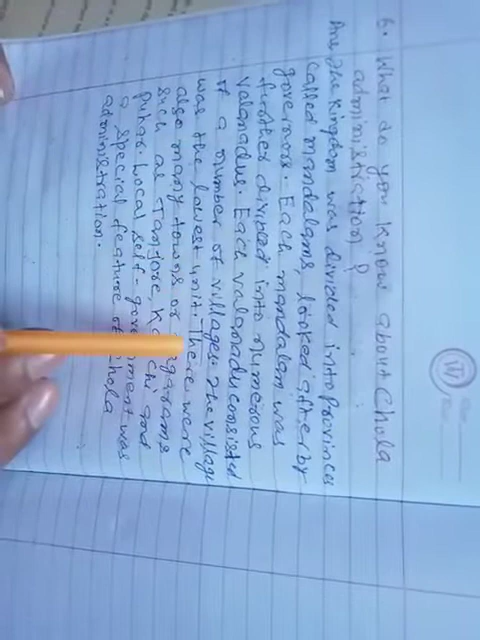 6. What do you know about Chola
administration?
Ans. The kingdom was divided into provinces
called mandalams, looked after by
governors. Each mandalam was
further divided into numerous
valanadus. Each valanadu consisted
of a number of villages. The village
was the lowest unit. There were
also many towns or
such as Tanjore, and
Puhar. Local self-government was
a special feature of Chola
administration.